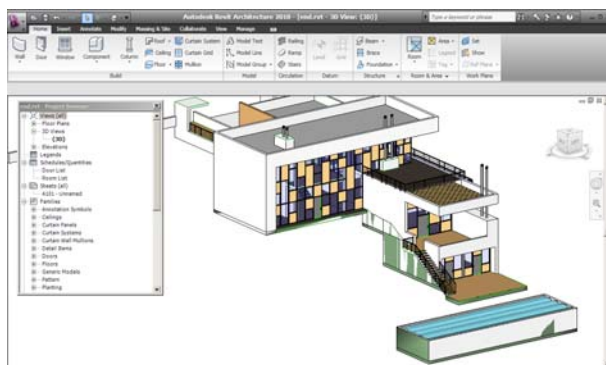 Autodesk Revit Architecture 2010 - [end.rvt - 3D View: {3D}]
Type a keyword or phrase
Home Insert Annotate Modify Massing & Site Collaborate View Manage
Wall Door Window Component Column Roof Ceiling Floor Curtain System Curtain Grid Mullion Model Text Model Line Model Group Railing Ramp Stairs Level Grid Beam Brace Foundation Room Area Legend Tag Set Show Ref Plane
Build Model Circulation Datum Structure Room & Area Work Plane
end.rvt - Project Browser
Views (all)
Floor Plans
3D Views
{3D}
Elevations
Legends
Schedules/Quantities
Door List
Room List
Sheets (all)
A101 - Unnamed
Families
Annotation Symbols
Ceilings
Curtain Panels
Curtain Systems
Curtain Wall Mullions
Detail Items
Doors
Floors
Generic Models
Pattern
Planting